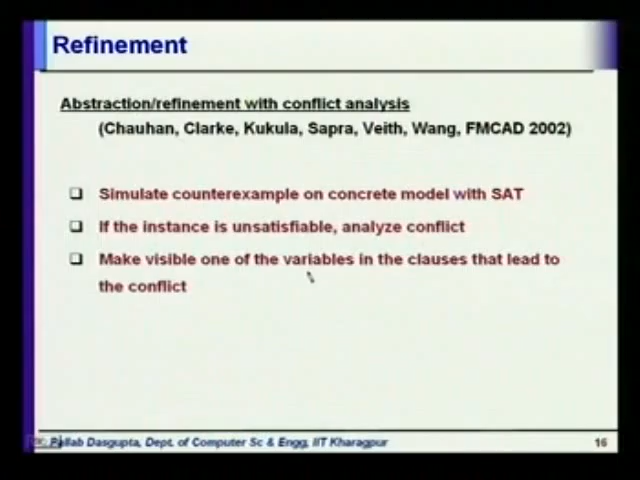 Refinement
Abstraction/refinement with conflict analysis
(Chauhan, Clarke, Kukula, Sapra, Veith, Wang, FMCAD 2002)
Simulate counterexample on concrete model with SAT
If the instance is unsatisfiable, analyze conflict
Make visible one of the variables in the clauses that lead to
the conflict
Pallab Dasgupta, Dept. of Computer Sc & Engg, IIT Kharagpur
16